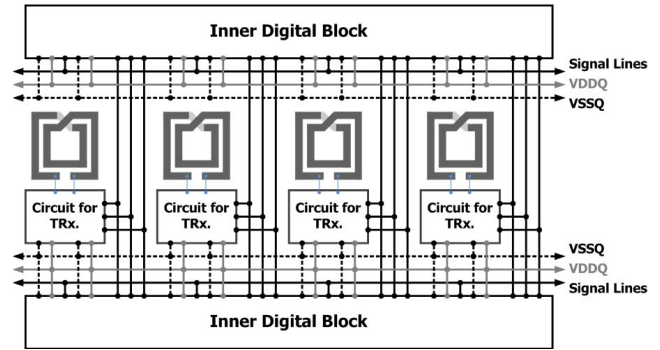 Inner Digital Block
Signal Lines
VDDQ
VSSQ
Circuit for
TRx.
Circuit for
TRx.
Circuit for
TRx.
Circuit for
TRx.
VSSQ
VDDQ
Signal Lines
Inner Digital Block